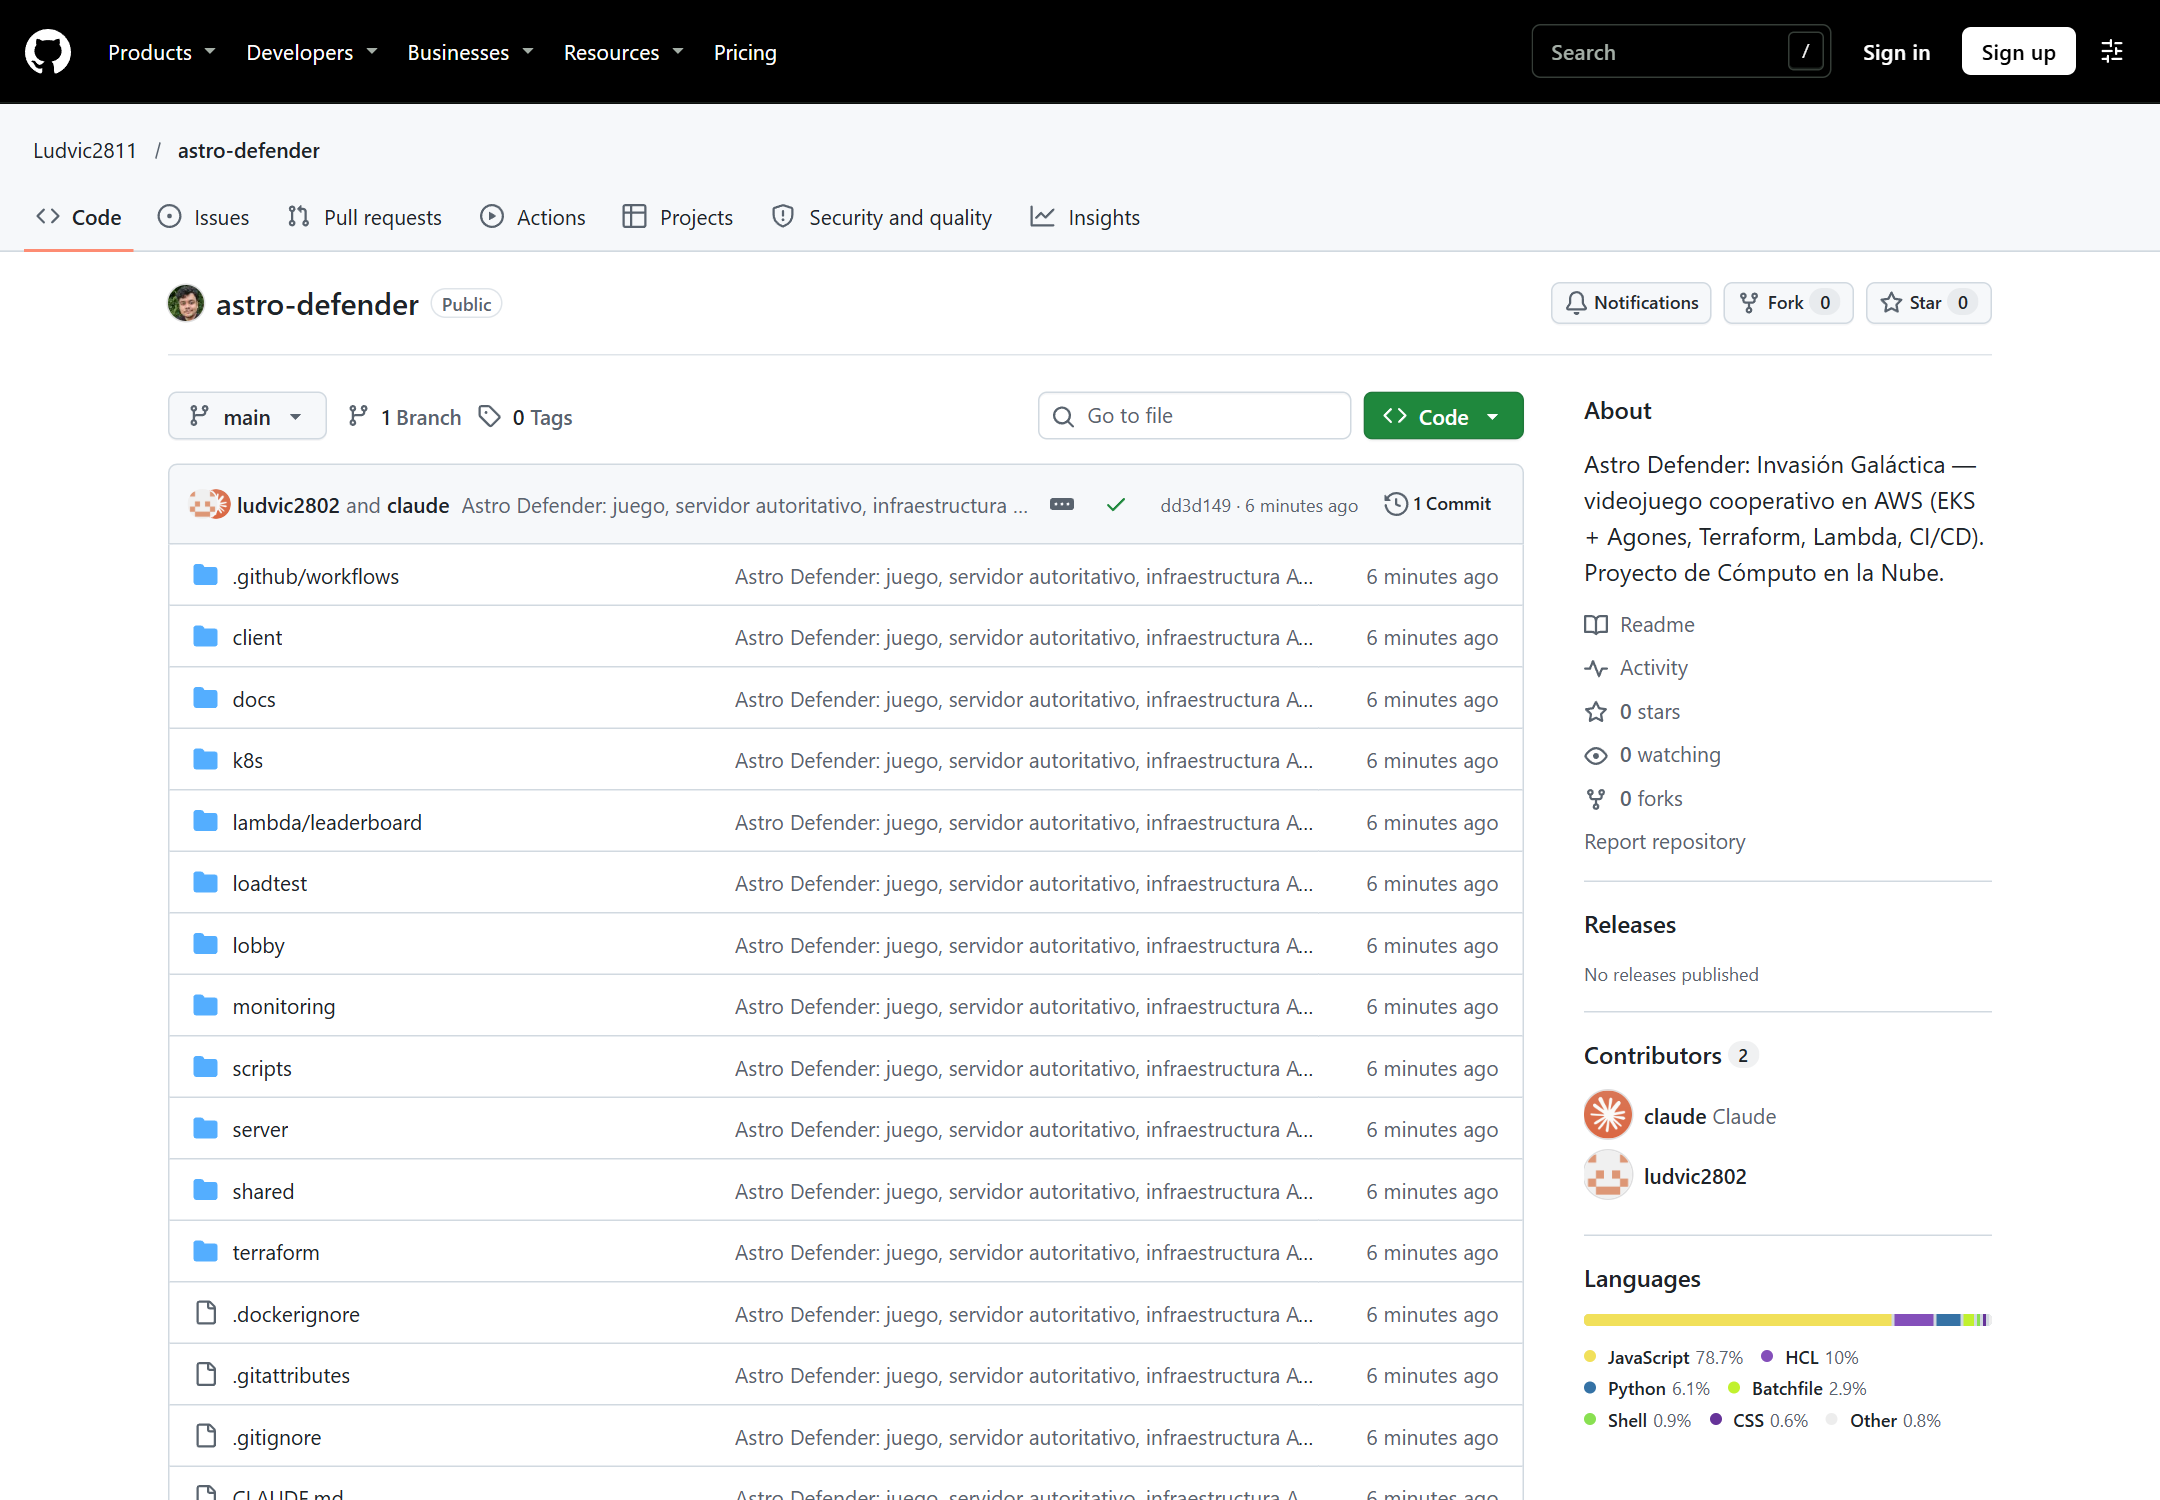 Products Developers Businesses Resources Pricing Search / Sign in Sign up
Ludvic2811 / astro-defender
Code Issues Pull requests Actions Projects Security and quality Insights
astro-defender Public Notifications Fork 0 Star 0
main 1 Branch 0 Tags Go to file Code
ludvic2802 and claude Astro Defender: juego, servidor autoritativo, infraestructura ... dd3d149 · 6 minutes ago 1 Commit
.github/workflows Astro Defender: juego, servidor autoritativo, infraestructura A... 6 minutes ago
client Astro Defender: juego, servidor autoritativo, infraestructura A... 6 minutes ago
docs Astro Defender: juego, servidor autoritativo, infraestructura A... 6 minutes ago
k8s Astro Defender: juego, servidor autoritativo, infraestructura A... 6 minutes ago
lambda/leaderboard Astro Defender: juego, servidor autoritativo, infraestructura A... 6 minutes ago
loadtest Astro Defender: juego, servidor autoritativo, infraestructura A... 6 minutes ago
lobby Astro Defender: juego, servidor autoritativo, infraestructura A... 6 minutes ago
monitoring Astro Defender: juego, servidor autoritativo, infraestructura A... 6 minutes ago
scripts Astro Defender: juego, servidor autoritativo, infraestructura A... 6 minutes ago
server Astro Defender: juego, servidor autoritativo, infraestructura A... 6 minutes ago
shared Astro Defender: juego, servidor autoritativo, infraestructura A... 6 minutes ago
terraform Astro Defender: juego, servidor autoritativo, infraestructura A... 6 minutes ago
.dockerignore Astro Defender: juego, servidor autoritativo, infraestructura A... 6 minutes ago
.gitattributes Astro Defender: juego, servidor autoritativo, infraestructura A... 6 minutes ago
.gitignore Astro Defender: juego, servidor autoritativo, infraestructura A... 6 minutes ago
CLAUDE.md Astro Defender: juego, servidor autoritativo, infraestructura A... 6 minutes ago
About
Astro Defender: Invasión Galáctica —
videojuego cooperativo en AWS (EKS
+ Agones, Terraform, Lambda, CI/CD).
Proyecto de Cómputo en la Nube.
Readme
Activity
0 stars
0 watching
0 forks
Report repository
Releases
No releases published
Contributors 2
claude Claude
ludvic2802
Languages
JavaScript 78.7% HCL 10%
Python 6.1% Batchfile 2.9%
Shell 0.9% CSS 0.6% Other 0.8%